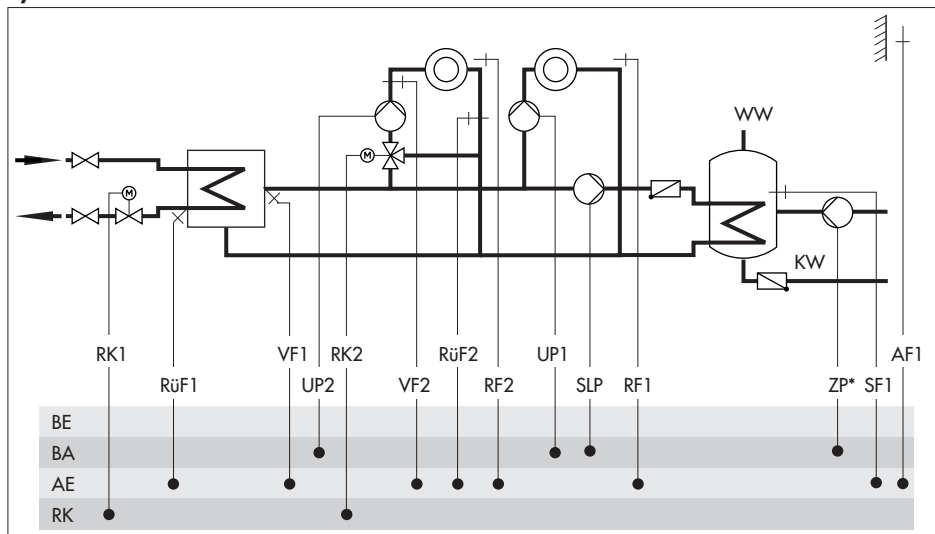 WW
M
M
KW
RK1 VF1 RK2 RüF2 UP1 AF1
RüF1 UP2 VF2 RF2 SLP RF1 ZP* SF1
BE
BA
AE
RK